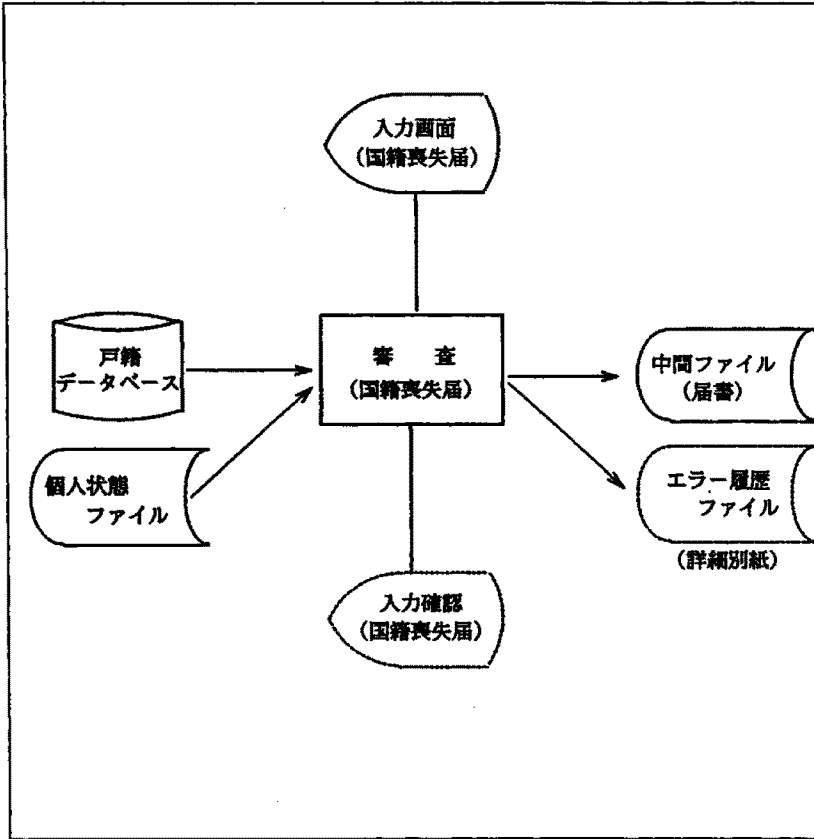 入力画面
(国籍喪失届)
戸籍
データベース
審　　査
(国籍喪失届)
中間ファイル
(届書)
個人状態
ファイル
エラー履歴
ファイル
(詳細別紙)
入力確認
(国籍喪失届)